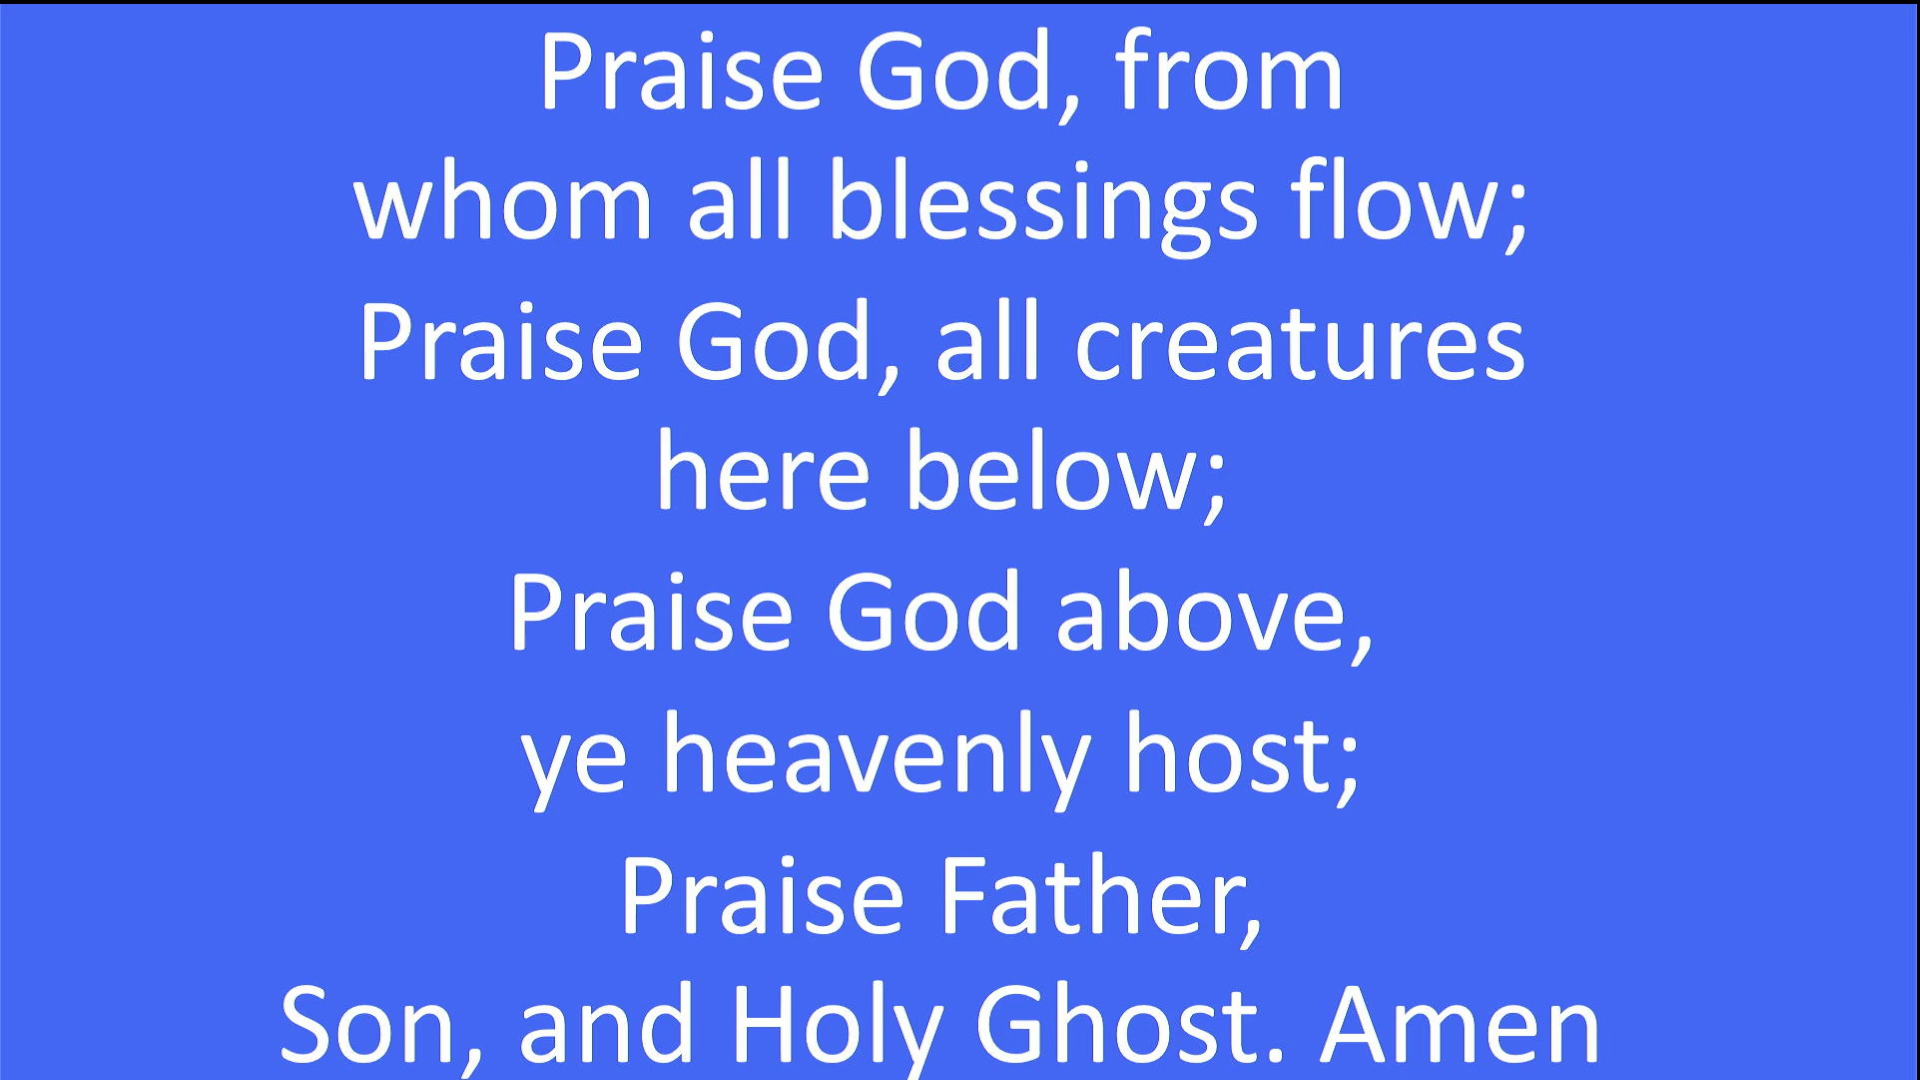 Praise God, from
whom all blessings flow;
Praise God, all creatures
here below;
Praise God above,
ye heavenly host;
Praise Father,
Son, and Holy Ghost. Amen